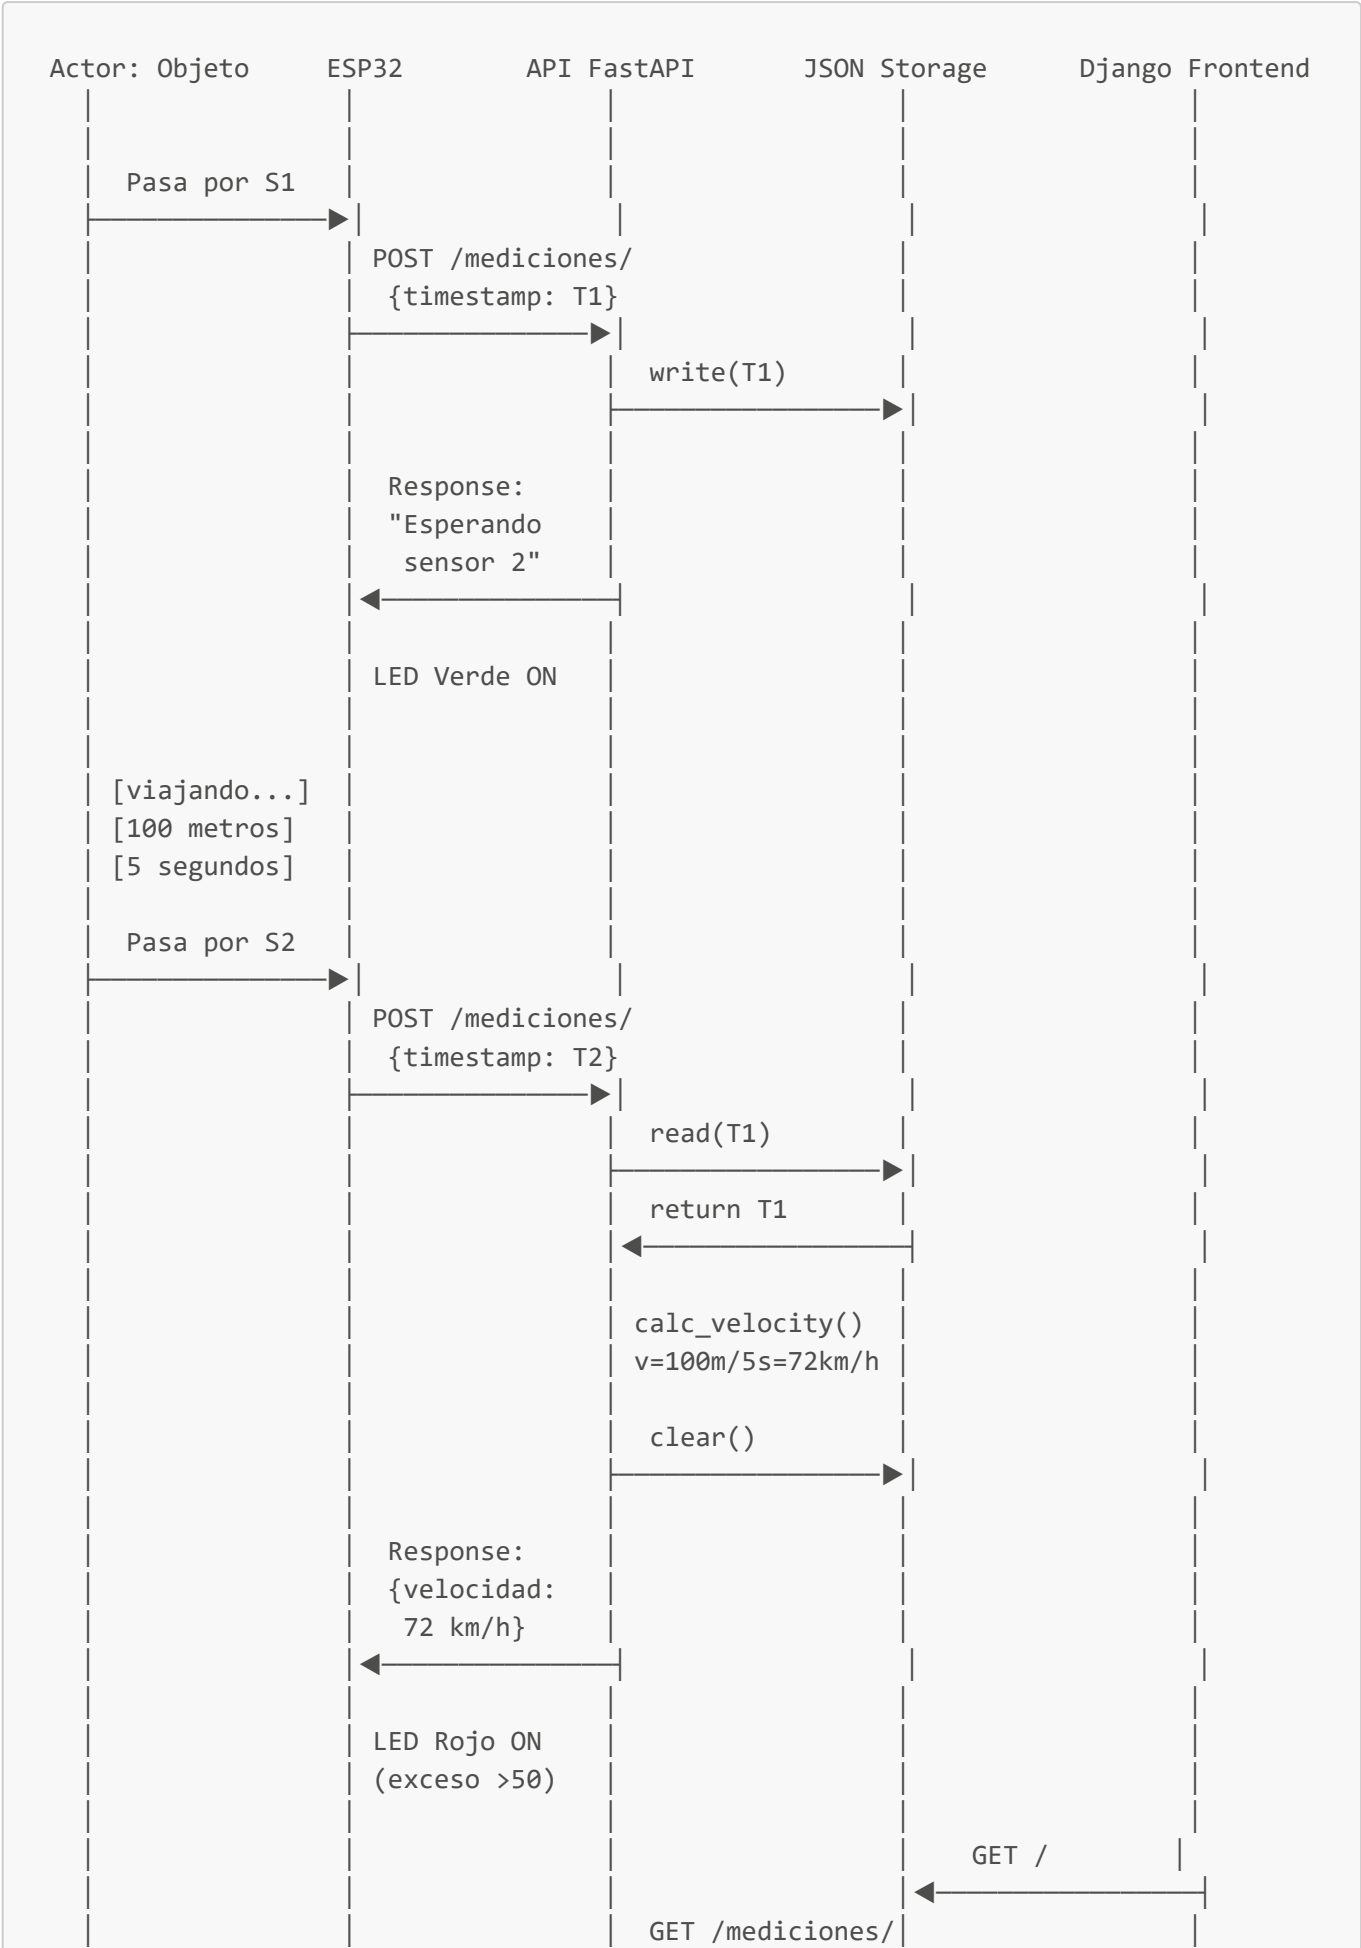 Actor: Objeto ESP32 API FastAPI JSON Storage Django Frontend
Pasa por S1
POST /mediciones/
{timestamp: T1}
write(T1)
Response:
"Esperando
sensor 2"
LED Verde ON
[viajando...]
[100 metros]
[5 segundos]
Pasa por S2
POST /mediciones/
{timestamp: T2}
read(T1)
return T1
calc_velocity()
v=100m/5s=72km/h
clear()
Response:
{velocidad:
72 km/h}
LED Rojo ON
(exceso >50)
GET /
GET /mediciones/